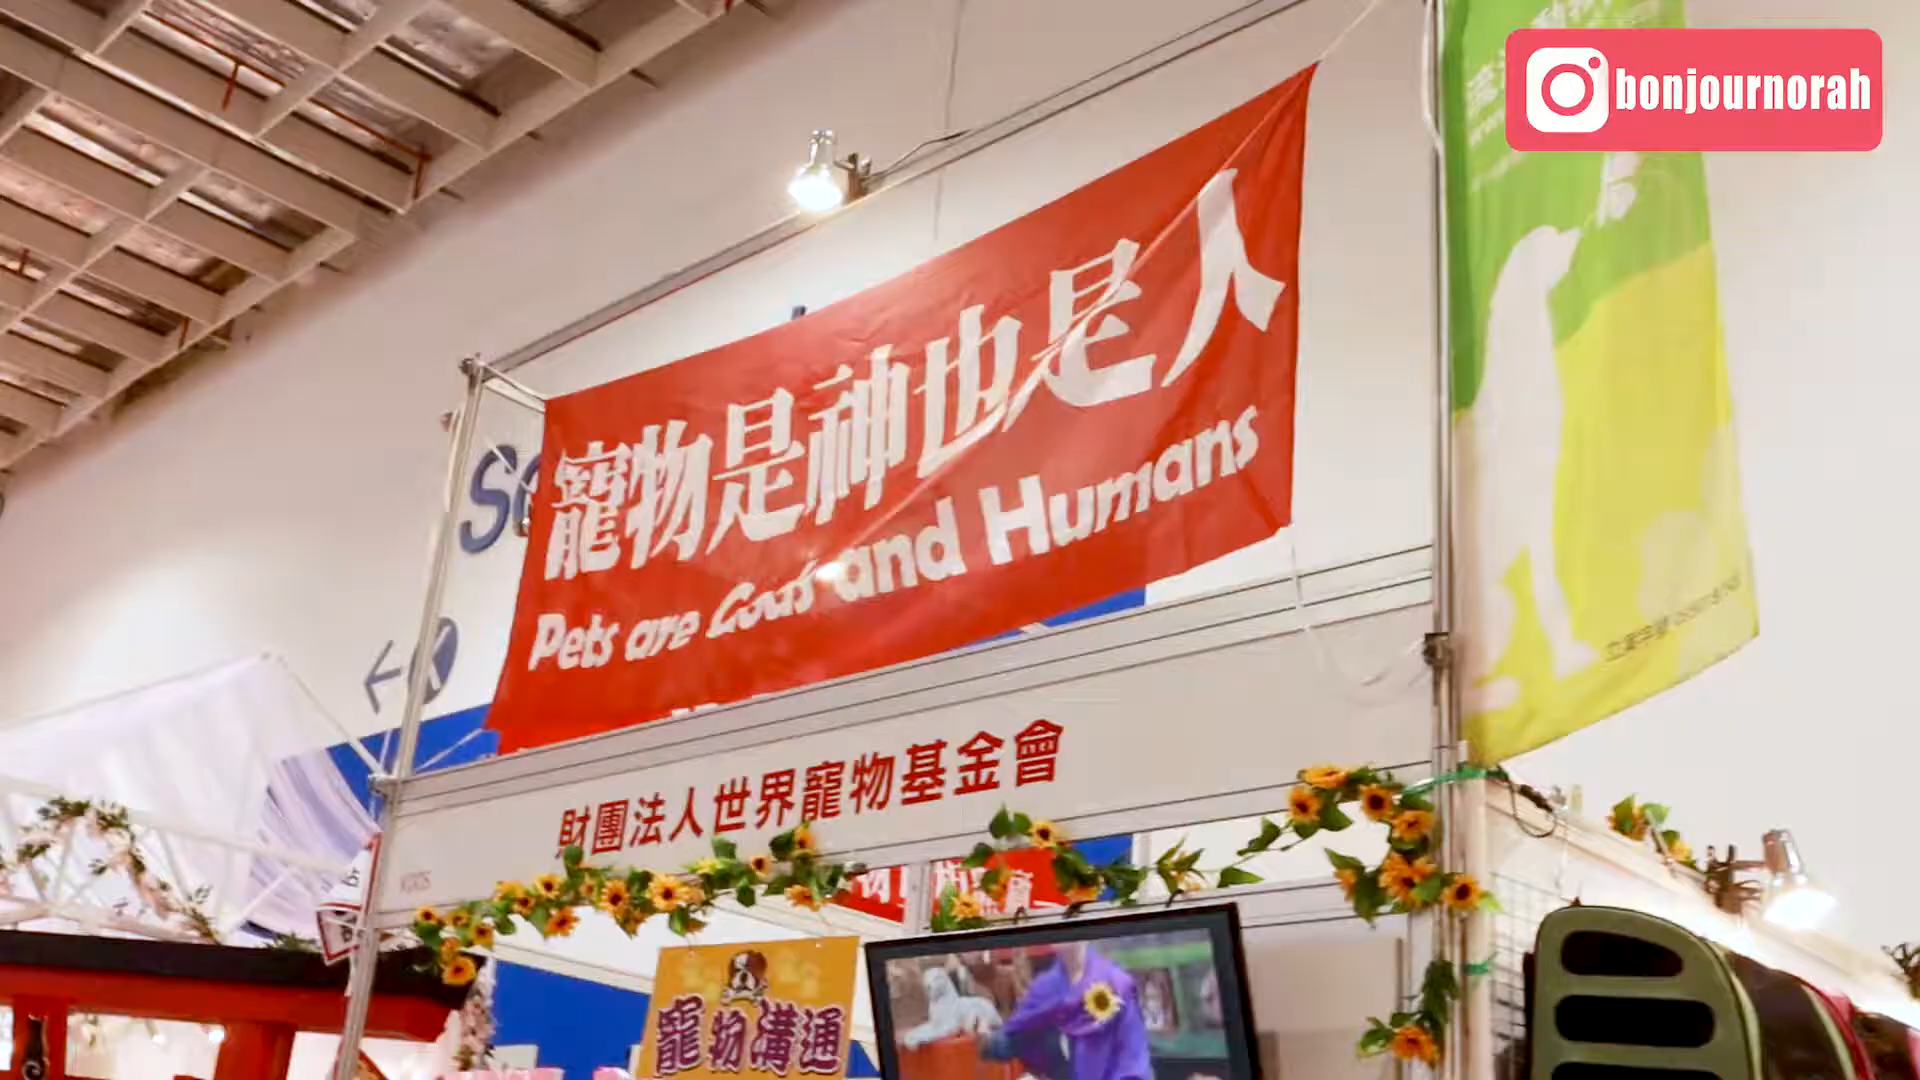 bonjournorah
寵物是神也是人
Pets are Gods and Humans
財團法人世界寵物基金會
寵物溝通